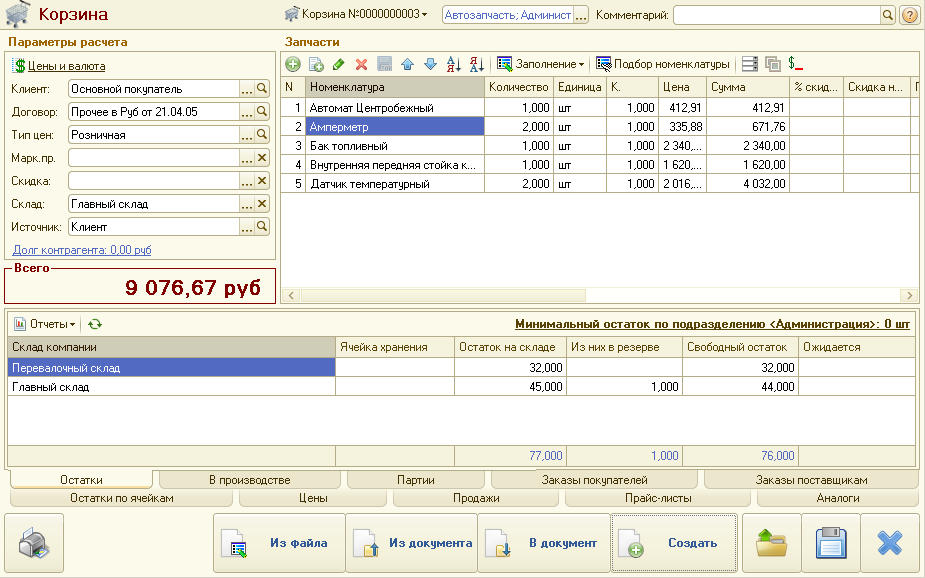 Корзина
Корзина №0000000003
Автозапчасть; Админист ...
Комментарий:
Параметры расчета
Запчасти
Цены и валюта
Заполнение
Подбор номенклатуры
Клиент: Основной покупатель ...
Договор: Прочее в Руб от 21.04.05 ...
Тип цен: Розничная ...
Марк.пр. ...
Скидка: ...
Склад: Главный склад ...
Источник: Клиент ...
Долг контрагента: 0,00 руб
Всего
9 076,67 руб
N Номенклатура Количество Единица К. Цена Сумма % скид... Скидка н...
1 Автомат Центробежный 1,000 шт 1,000 412,91 412,91
2 Амперметр 2,000 шт 1,000 335,88 671,76
3 Бак топливный 1,000 шт 1,000 2 340,... 2 340,00
4 Внутренняя передняя стойка к... 1,000 шт 1,000 1 620,... 1 620,00
5 Датчик температурный 2,000 шт 1,000 2 016,... 4 032,00
Отчеты
Минимальный остаток по подразделению <Администрация>: 0 шт
Склад компании Ячейка хранения Остаток на складе Из них в резерве Свободный остаток Ожидается
Перевалочный склад 32,000 32,000
Главный склад 45,000 1,000 44,000
77,000 1,000 76,000
Остатки В производстве Партии Заказы покупателей Заказы поставщикам
Остатки по ячейкам Цены Продажи Прайс-листы Аналоги
Из файла Из документа В документ Создать